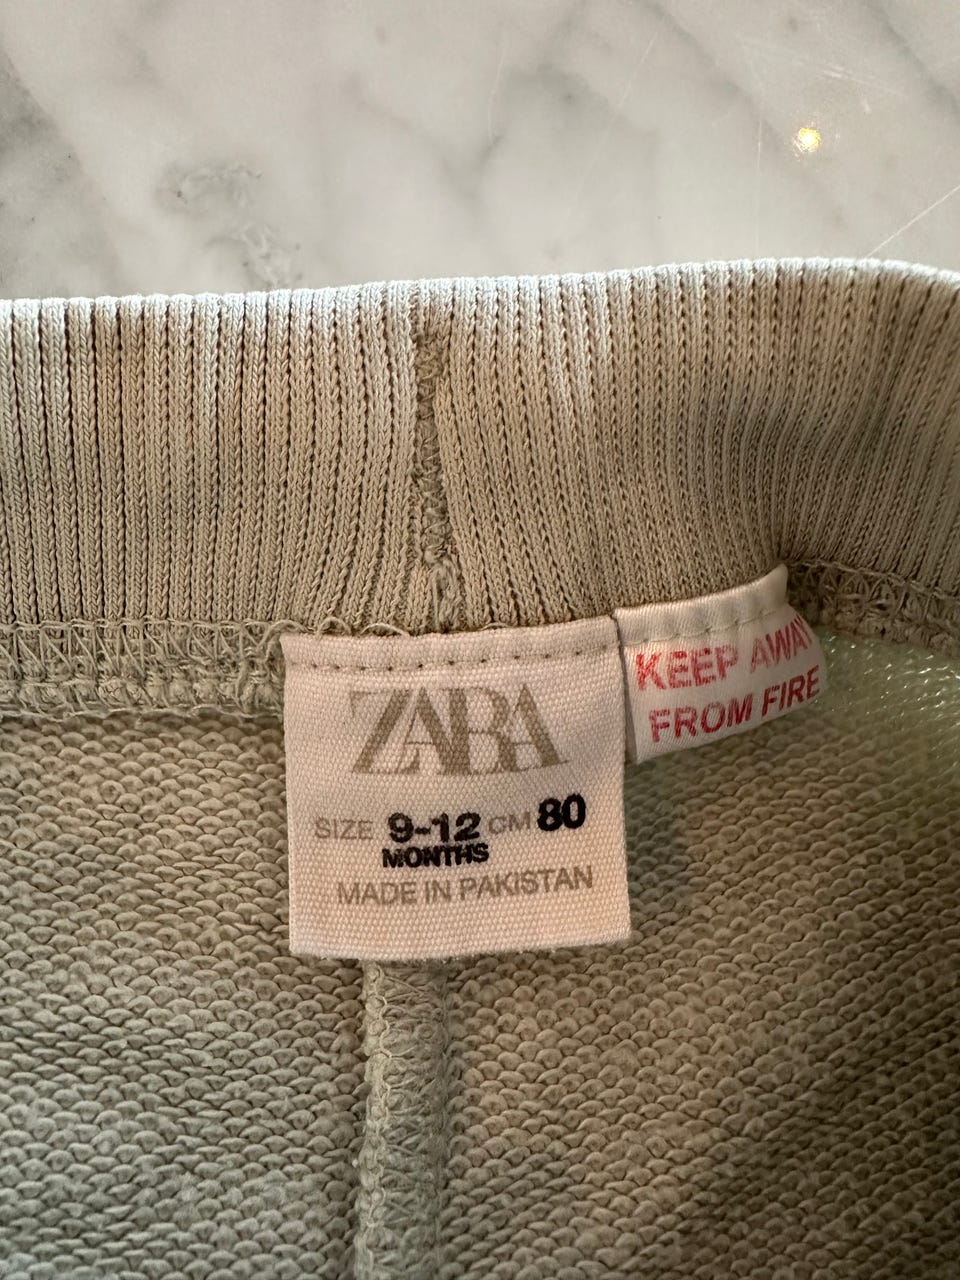 ZARA
SIZE 9-12 CM 80
MONTHS
MADE IN PAKISTAN
KEEP AWAY
FROM FIRE